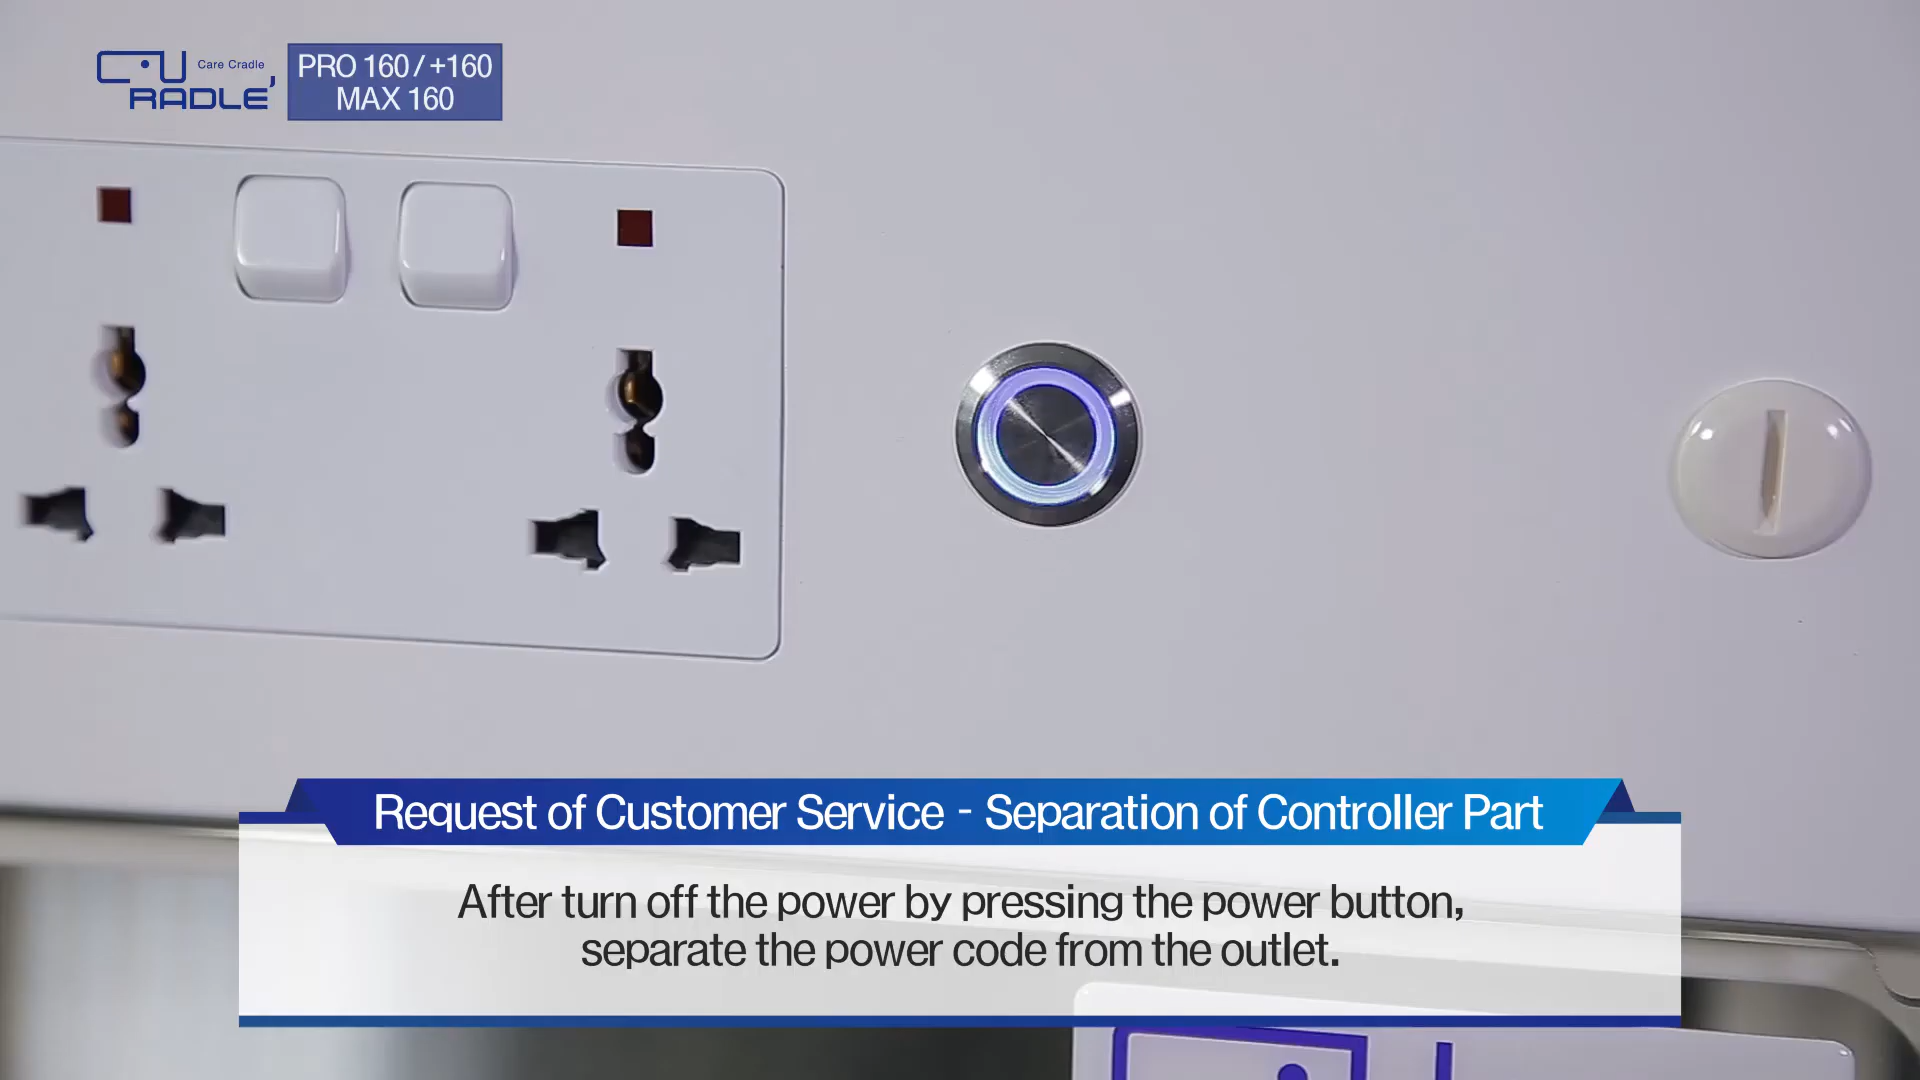 Care Cradle
CURADLE,
PRO 160 / +160
MAX 160
Request of Customer Service - Separation of Controller Part
After turn off the power by pressing the power button,
separate the power code from the outlet.